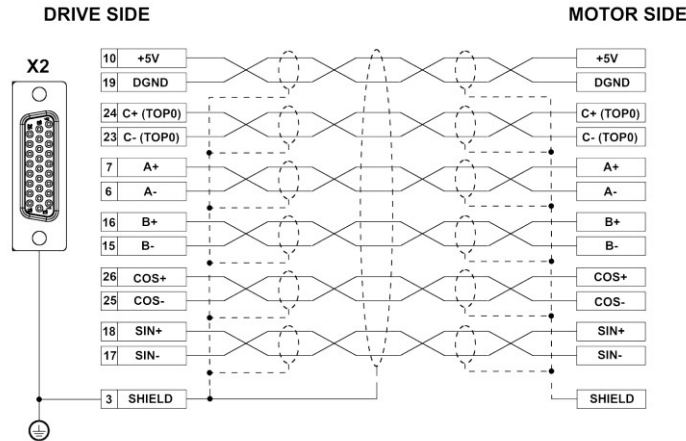 DRIVE SIDE MOTOR SIDE
X2
10 +5V +5V
19 DGND DGND
24 C+ (TOP0) C+ (TOP0)
23 C- (TOP0) C- (TOP0)
7 A+ A+
6 A- A-
16 B+ B+
15 B- B-
26 COS+ COS+
25 COS- COS-
18 SIN+ SIN+
17 SIN- SIN-
3 SHIELD SHIELD